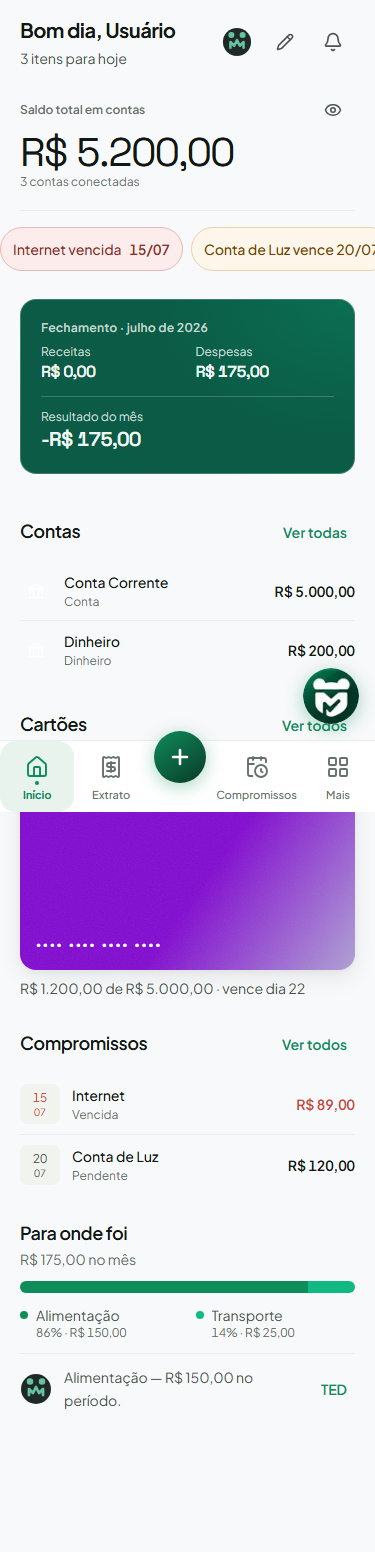 Bom dia, Usuário
3 itens para hoje
Saldo total em contas
R$ 5.200,00
3 contas conectadas
Internet vencida 15/07
Conta de Luz vence 20/07
Fechamento · julho de 2026
Receitas Despesas
R$ 0,00 R$ 175,00
Resultado do mês
-R$ 175,00
Contas Ver todas
Conta Corrente
Conta
R$ 5.000,00
Dinheiro
Dinheiro
R$ 200,00
Cartões Ver todos
Início Extrato Compromissos Mais
•••• •••• •••• ••••
R$ 1.200,00 de R$ 5.000,00 · vence dia 22
Compromissos Ver todos
15
07
Internet
Vencida
R$ 89,00
20
07
Conta de Luz
Pendente
R$ 120,00
Para onde foi
R$ 175,00 no mês
Alimentação
86% · R$ 150,00
Transporte
14% · R$ 25,00
Alimentação — R$ 150,00 no
período.
TED